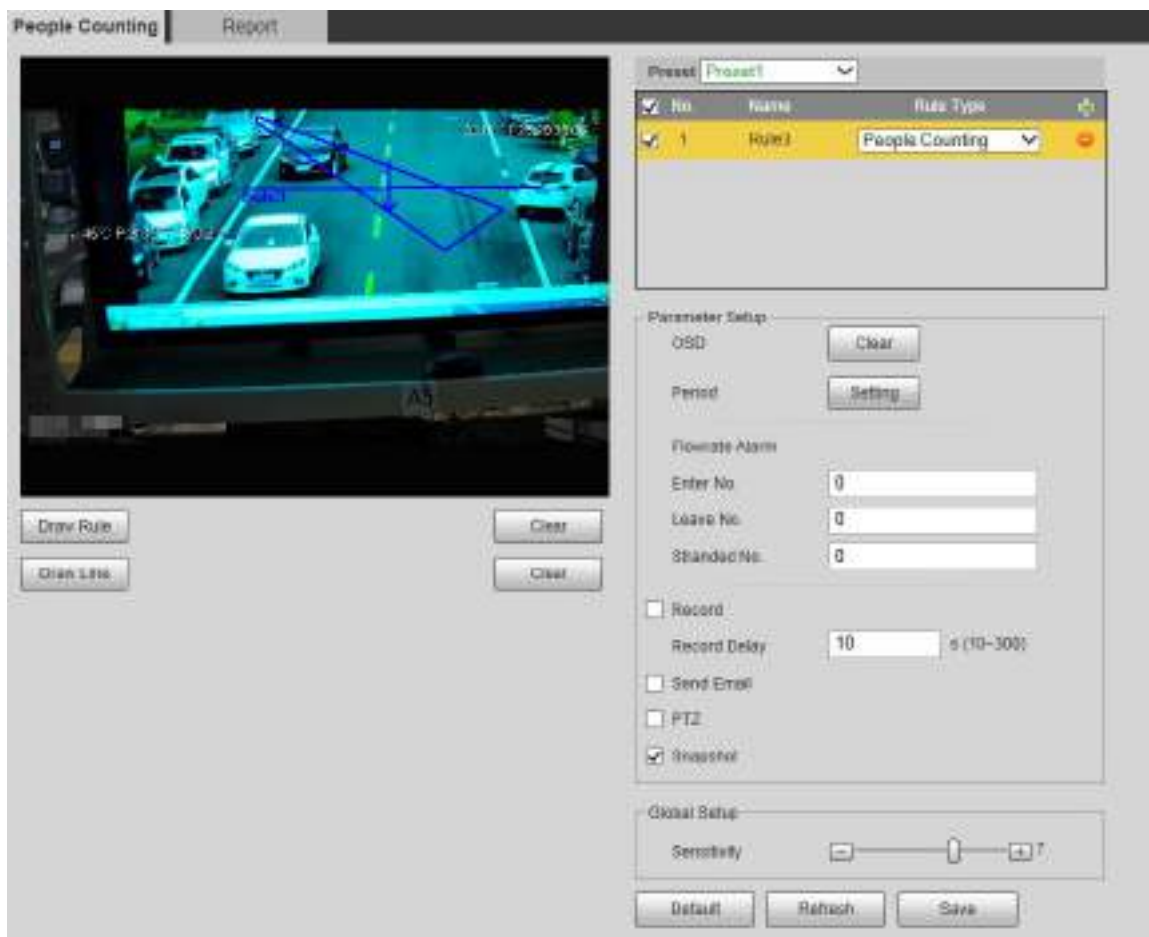 People Counting Report
Preset Preset1
No. Name Rule Type
1 Rule3 People Counting
A5
Parameter Setup
OSD Clear
Period Setting
Flowrate Alarm
Enter No. 0
Leave No. 0
Stranded No. 0
Draw Rule Clear
Clear
Record
Record Delay 10 s (10~300)
Send Email
PTZ
Snapshot
Global Setup
Sensitivity 7
Default Refresh Save